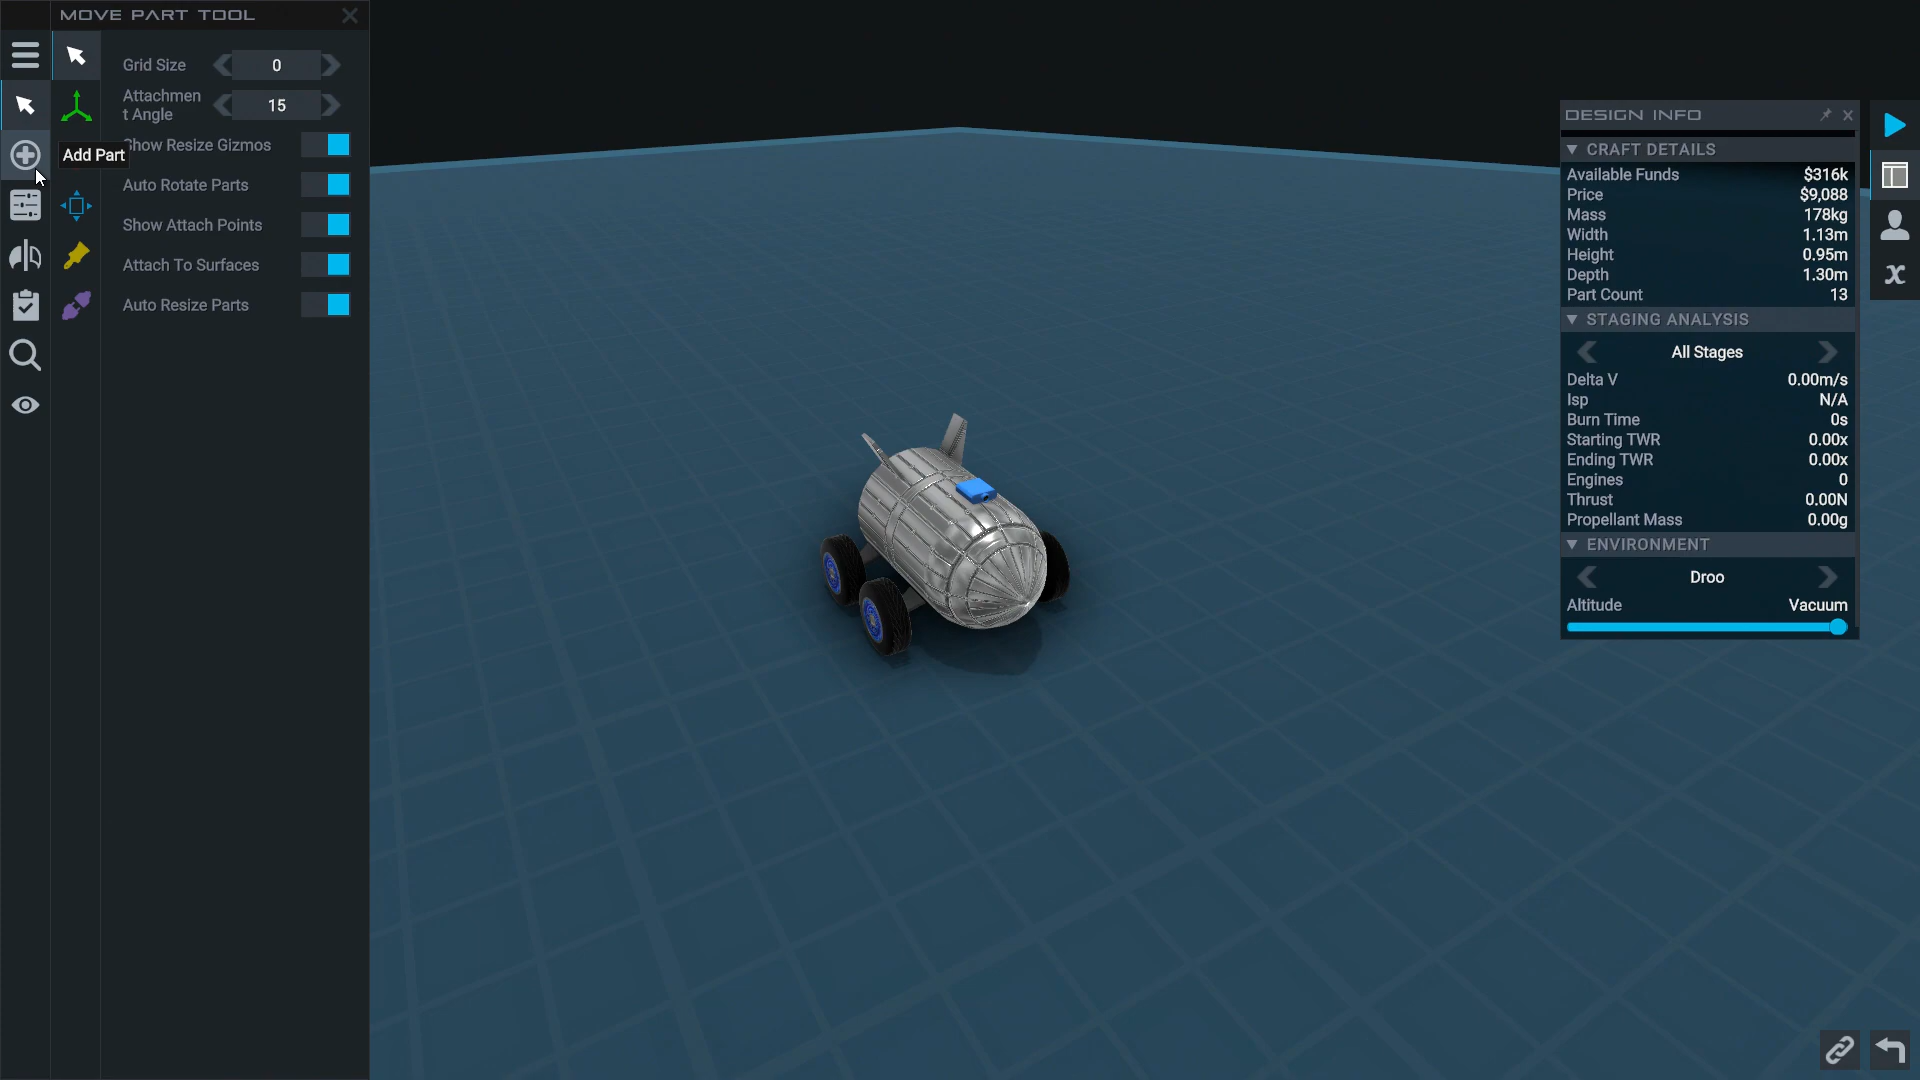 MOVE PART TOOL
Grid Size 0
Attachmen
t Angle 15
Show Resize Gizmos
Add Part
Auto Rotate Parts
Show Attach Points
Attach To Surfaces
Auto Resize Parts
DESIGN INFO
CRAFT DETAILS
Available Funds $316k
Price $9,088
Mass 178kg
Width 1.13m
Height 0.95m
Depth 1.30m
Part Count 13
STAGING ANALYSIS
All Stages
Delta V 0.00m/s
Isp N/A
Burn Time 0s
Starting TWR 0.00x
Ending TWR 0.00x
Engines 0
Thrust 0.00N
Propellant Mass 0.00g
ENVIRONMENT
Droo
Altitude Vacuum